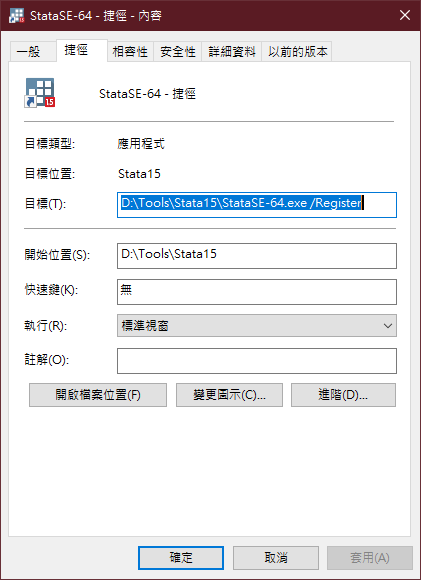 StataSE-64 - 捷徑 - 內容
一般 捷徑 相容性 安全性 詳細資料 以前的版本
15 StataSE-64 - 捷徑
目標類型: 應用程式
目標位置: Stata15
目標(T): D:\Tools\Stata15\StataSE-64.exe /Register
開始位置(S): D:\Tools\Stata15
快速鍵(K): 無
執行(R): 標準視窗
註解(O):
開啟檔案位置(F) 變更圖示(C)... 進階(D)...
確定 取消 套用(A)